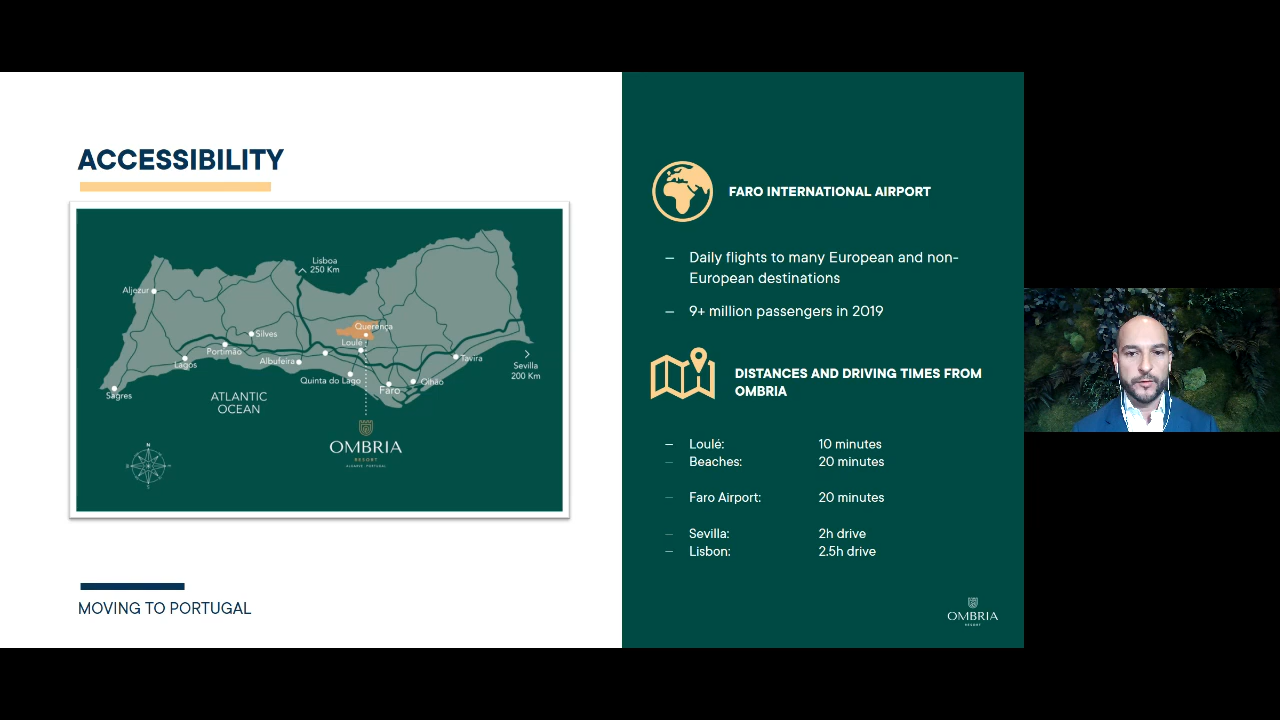 ACCESSIBILITY
Lisboa
250 Km
Aljezur
Querença
Silves
Loulé
Portimão
Albufeira
Tavira
Lagos
Sevilla
200 Km
Quinta do Lago
Faro
Olhão
Sagres
ATLANTIC
OCEAN
N
OMBRIA
RESORT
ALGARVE PORTUGAL
MOVING TO PORTUGAL
FARO INTERNATIONAL AIRPORT
– Daily flights to many European and non-
European destinations
– 9+ million passengers in 2019
DISTANCES AND DRIVING TIMES FROM
OMBRIA
– Loulé: 10 minutes
– Beaches: 20 minutes
– Faro Airport: 20 minutes
– Sevilla: 2h drive
– Lisbon: 2.5h drive
OMBRIA
RESORT